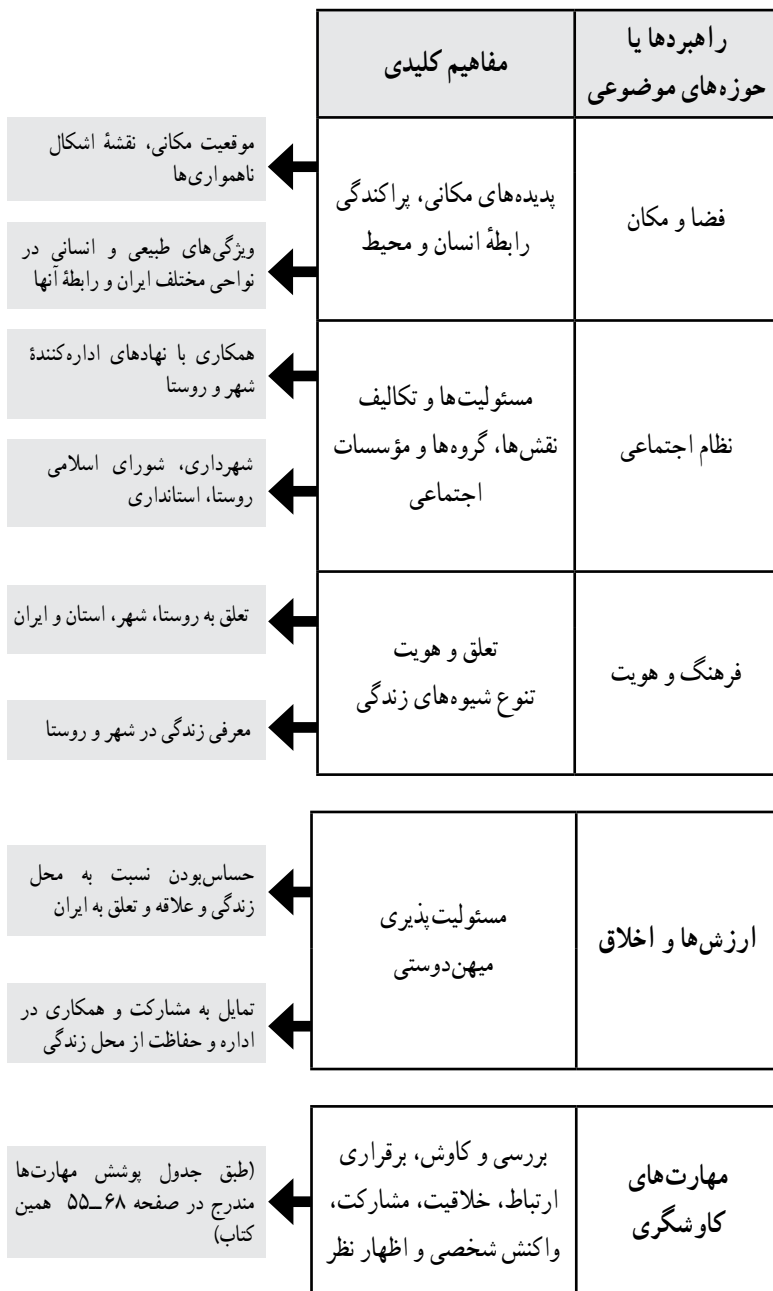 راهبردها یا
حوزه‌های موضوعی
مفاهیم کلیدی
فضا و مکان
پدیده‌های مکانی، پراکندگی
رابطهٔ انسان و محیط
موقعیت مکانی، نقشهٔ اشکال
ناهمواری‌ها
ویژگی‌های طبیعی و انسانی در
نواحی مختلف ایران و رابطهٔ آنها
نظام اجتماعی
مسئولیت‌ها و تکالیف
نقش‌ها، گروه‌ها و مؤسسات
اجتماعی
همکاری با نهادهای اداره‌کنندهٔ
شهر و روستا
شهرداری، شورای اسلامی
روستا، استانداری
فرهنگ و هویت
تعلق و هویت
تنوع شیوه‌های زندگی
تعلق به روستا، شهر، استان و ایران
معرفی زندگی در شهر و روستا
ارزش‌ها و اخلاق
مسئولیت‌پذیری
میهن‌دوستی
حساس‌بودن نسبت به محل
زندگی و علاقه و تعلق به ایران
تمایل به مشارکت و همکاری در
اداره و حفاظت از محل زندگی
مهارت‌های
کاوشگری
بررسی و کاوش، برقراری
ارتباط، خلاقیت، مشارکت،
واکنش شخصی و اظهار نظر
(طبق جدول پوشش مهارت‌ها
مندرج در صفحه ۶۸ــ۵۵ همین
کتاب)